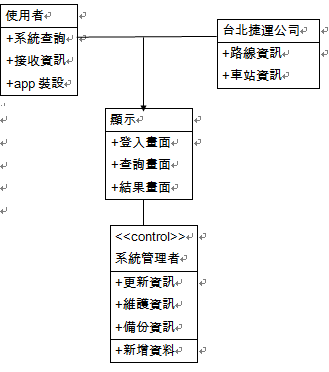 使用者
+系統查詢
+接收資訊
+app 裝設
台北捷運公司
+路線資訊
+車站資訊
顯示
+登入畫面
+查詢畫面
+結果畫面
<<control>>
系統管理者
+更新資訊
+維護資訊
+備份資訊
+新增資料